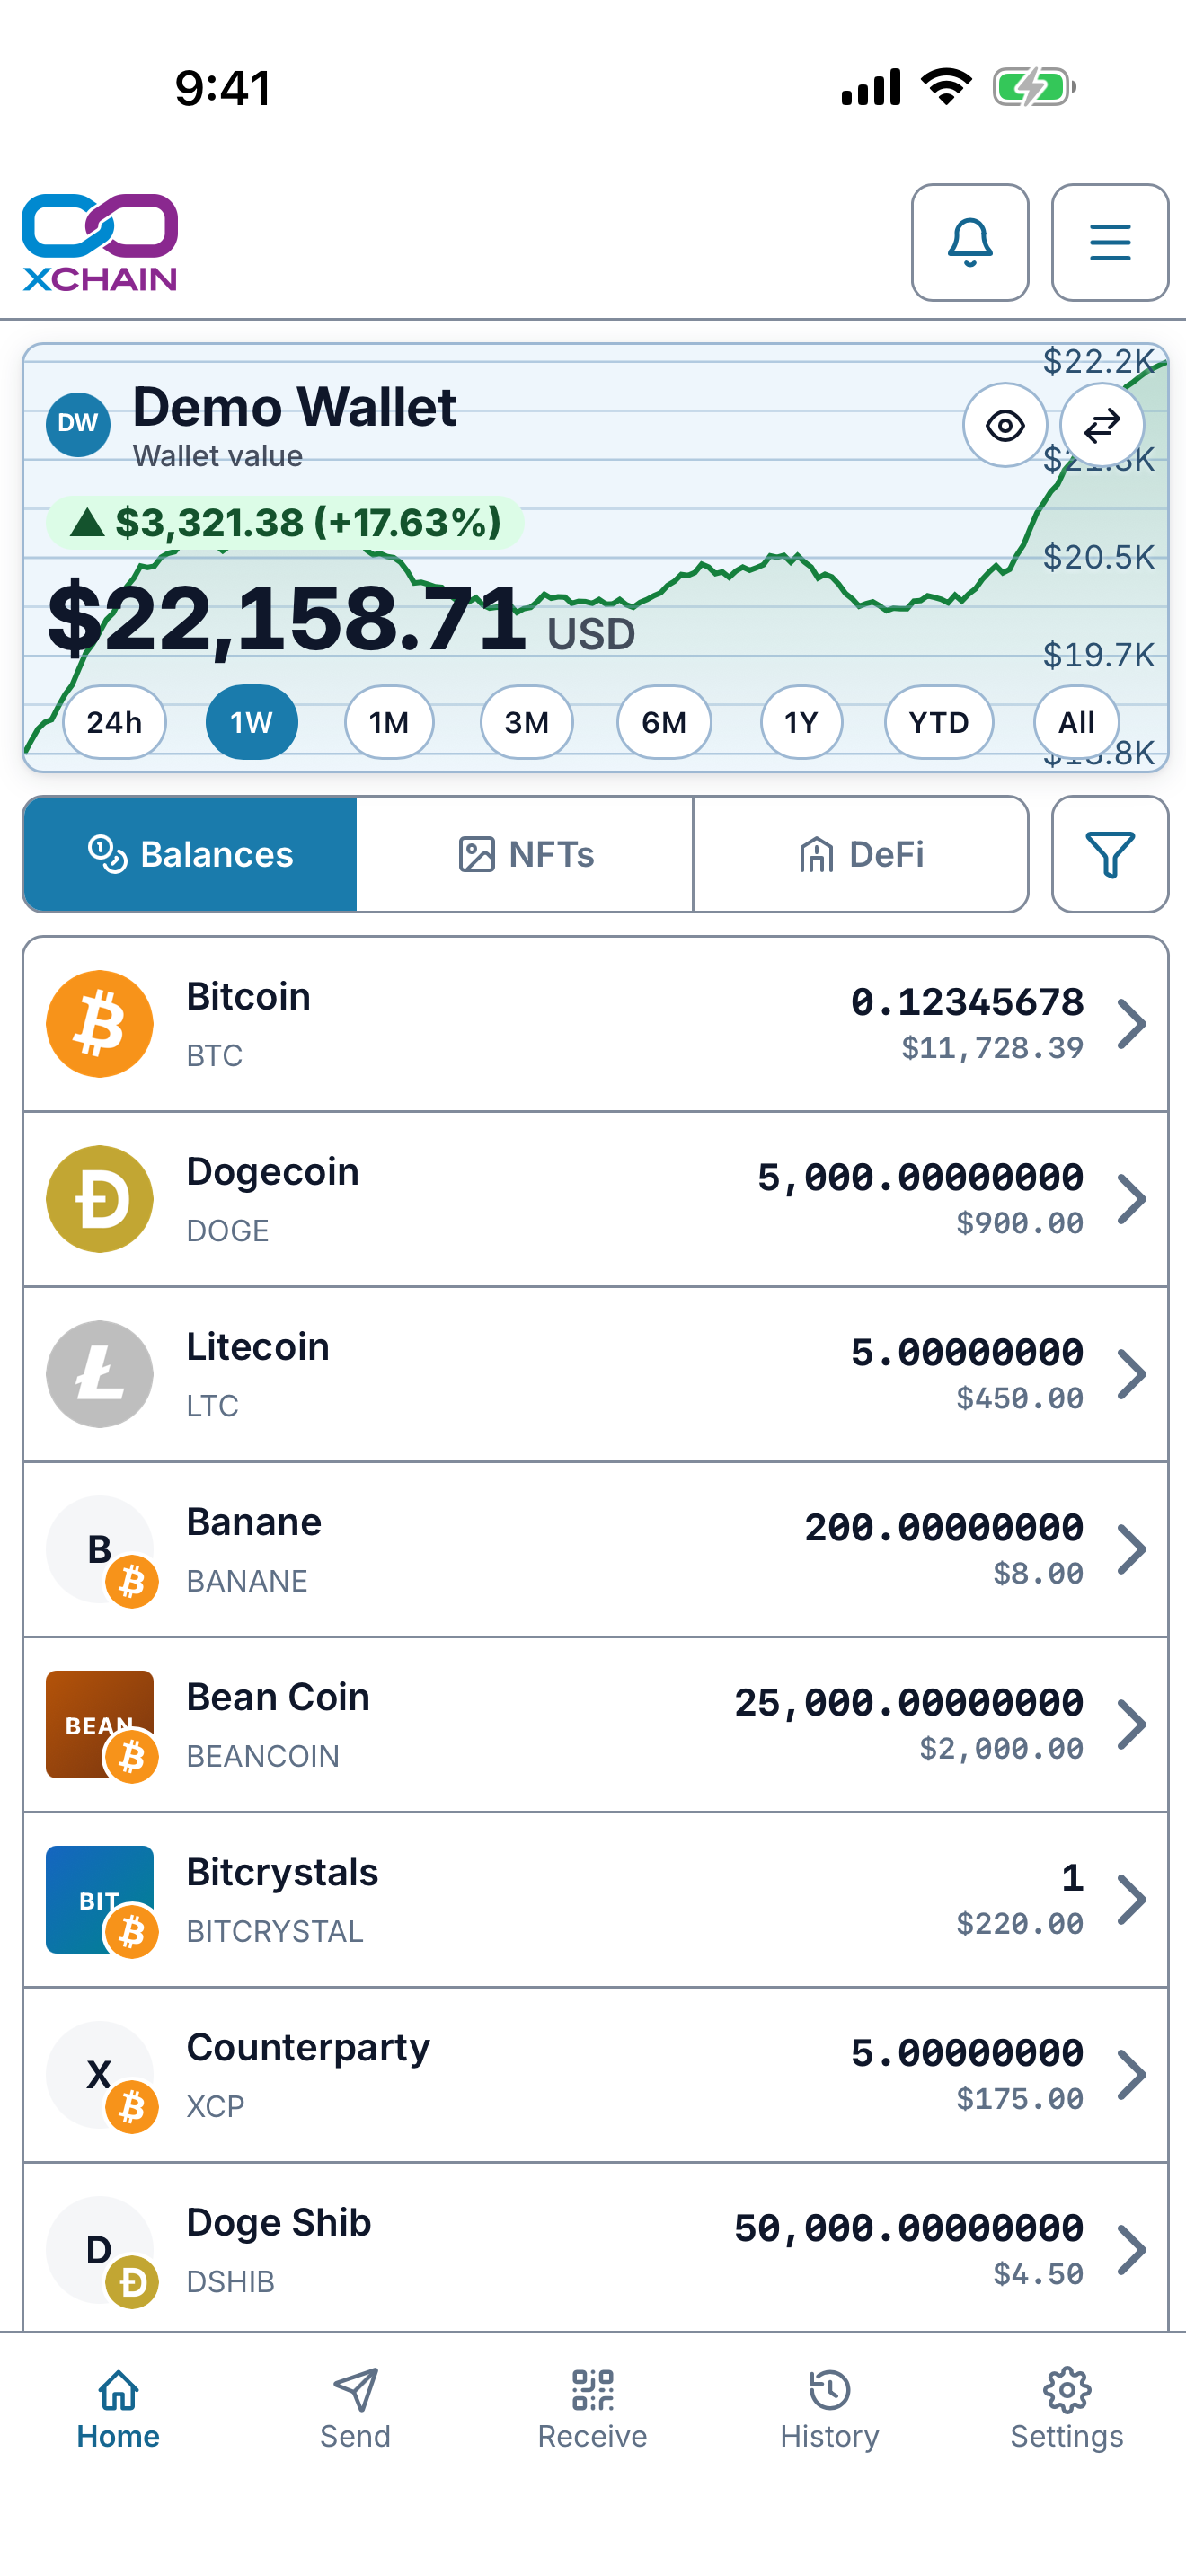 9:41
XCHAIN
$22.2K
DW
Demo Wallet
Wallet value
▲ $3,321.38 (+17.63%)
$20.5K
$22,158.71 USD
$19.7K
24h
1W
1M
3M
6M
1Y
YTD
All
Balances
NFTs
DeFi
Bitcoin
0.12345678
BTC
$11,728.39
Dogecoin
5,000.00000000
DOGE
$900.00
Litecoin
5.00000000
LTC
$450.00
B
Banane
200.00000000
BANANE
$8.00
BEAN
Bean Coin
25,000.00000000
BEANCOIN
$2,000.00
BIT
Bitcrystals
1
BITCRYSTAL
$220.00
X
Counterparty
5.00000000
XCP
$175.00
D
Doge Shib
50,000.00000000
DSHIB
$4.50
Home
Send
Receive
History
Settings